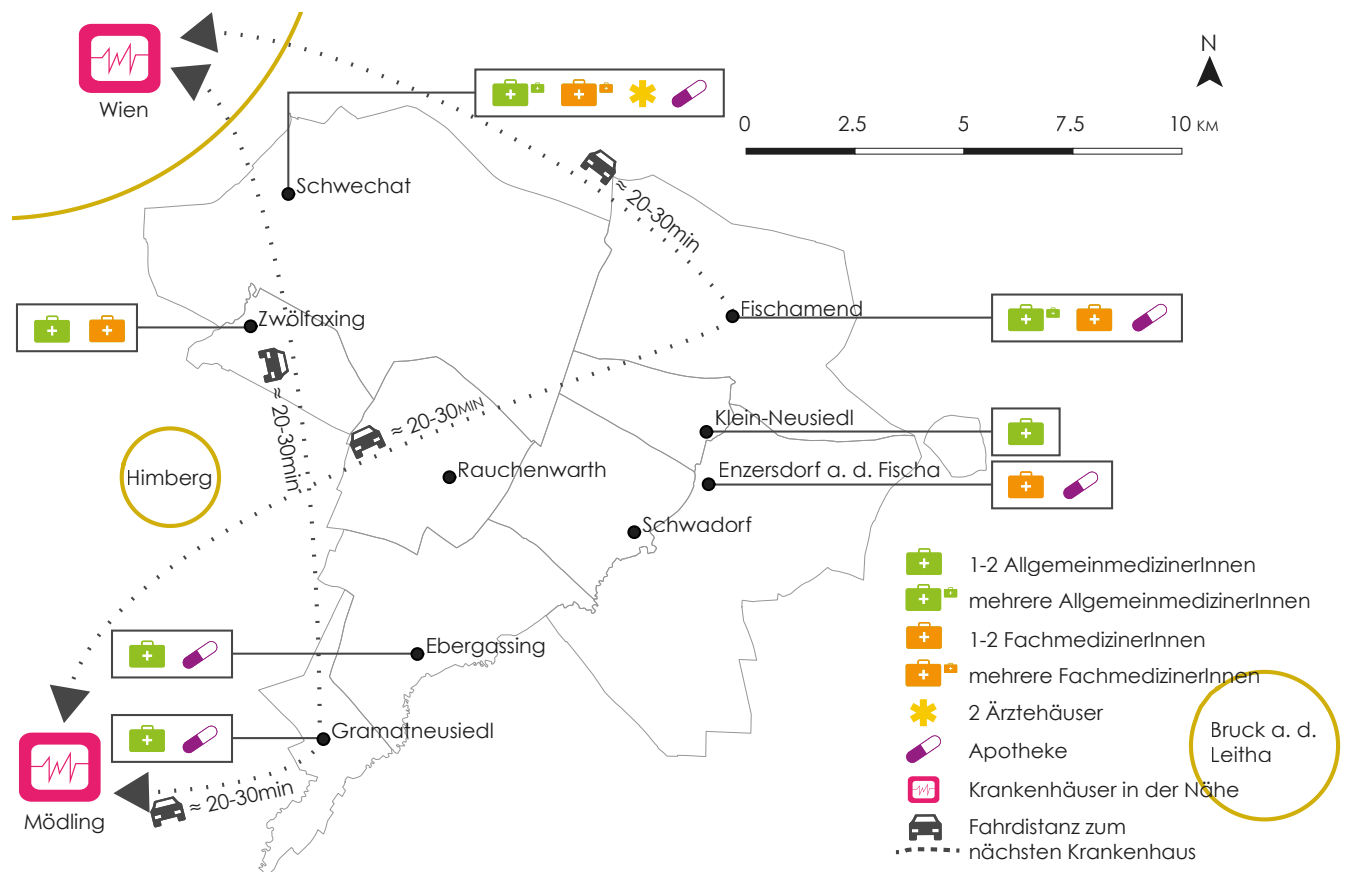 Wien
N
0 2.5 5 7.5 10 KM
Schwechat
≈ 20-30min
Fischamend
Zwölfaxing
≈ 20-30min
≈ 20-30MIN
Klein-Neusiedl
Himberg
Rauchenwarth
Enzersdorf a. d. Fischa
Schwadorf
Ebergassing
Gramatneusiedl
≈ 20-30min
Mödling
1-2 AllgemeinmedizinerInnen
mehrere AllgemeinmedizinerInnen
1-2 FachmedizinerInnen
mehrere FachmedizinerInnen
2 Ärztehäuser
Apotheke
Krankenhäuser in der Nähe
Fahrdistanz zum
nächsten Krankenhaus
Bruck a. d.
Leitha